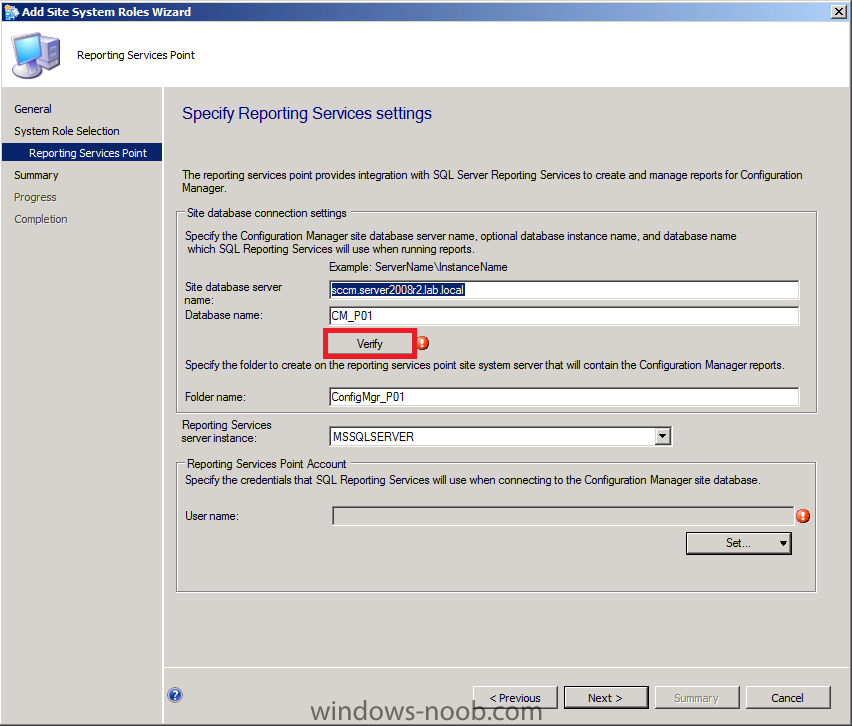 Add Site System Roles Wizard
Reporting Services Point
General
System Role Selection
Reporting Services Point
Summary
Progress
Completion
Specify Reporting Services settings
The reporting services point provides integration with SQL Server Reporting Services to create and manage reports for Configuration
Manager.
Site database connection settings
Specify the Configuration Manager site database server name, optional database instance name, and database name
which SQL Reporting Services will use when running reports.
Example: ServerName\InstanceName
Site database server
name:
sccm.server2008r2.lab.local
Database name:
CM_P01
Verify
Specify the folder to create on the reporting services point site system server that will contain the Configuration Manager reports.
Folder name:
ConfigMgr_P01
Reporting Services
server instance:
MSSQLSERVER
Reporting Services Point Account
Specify the credentials that SQL Reporting Services will use when connecting to the Configuration Manager site database.
User name:
Set...
< Previous
Next >
Summary
Cancel
windows-noob.com